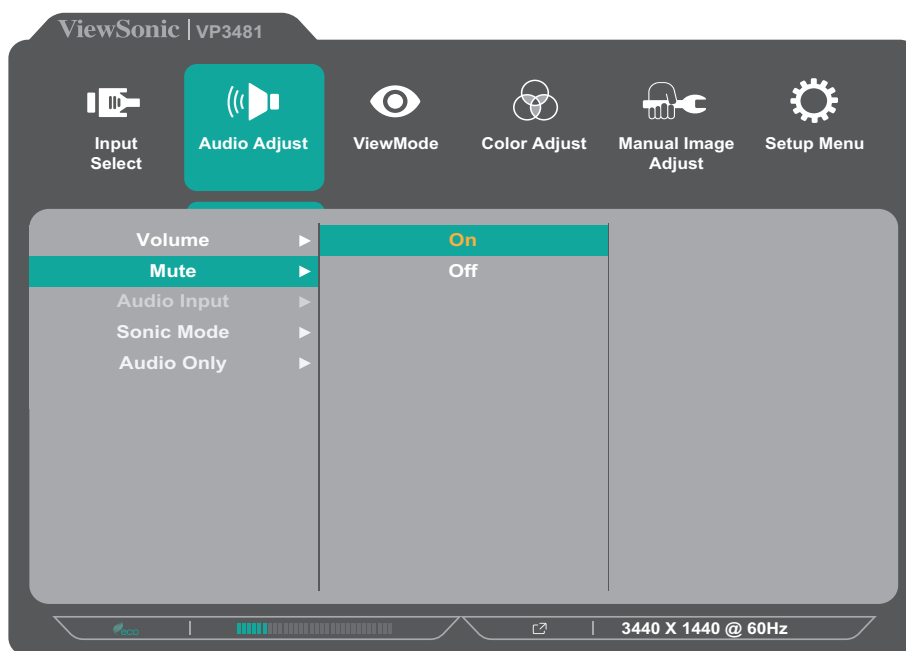 ViewSonic | VP3481
Input Select
Audio Adjust
ViewMode
Color Adjust
Manual Image Adjust
Setup Menu
Volume
Mute
Audio Input
Sonic Mode
Audio Only
On
Off
eco
3440 X 1440 @ 60Hz